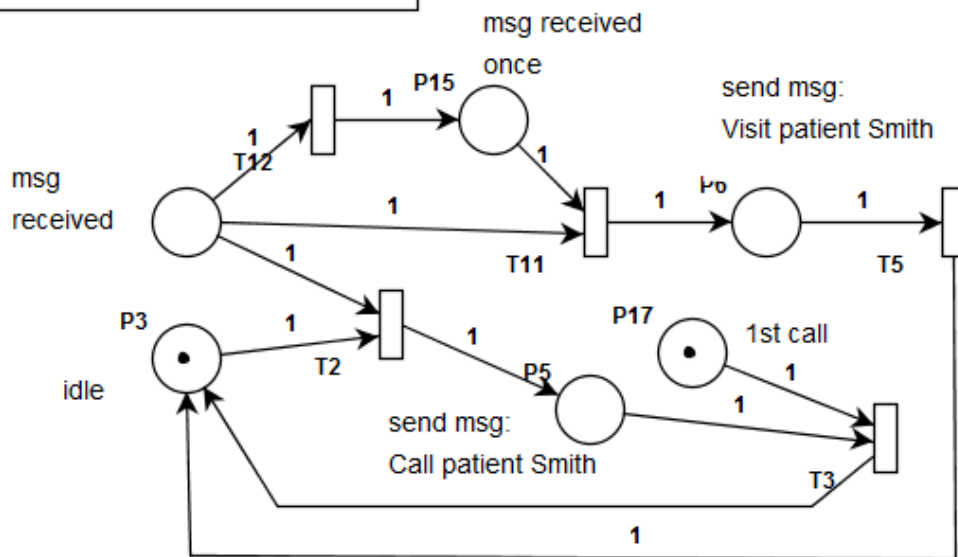 msg received
once
P15
1
send msg:
Visit patient Smith
1
T12
1
msg
received
1
P6
1
1
T11
T5
1
P3
1
P17
1st call
T2
1
P5
1
idle
1
send msg:
Call patient Smith
T3
1